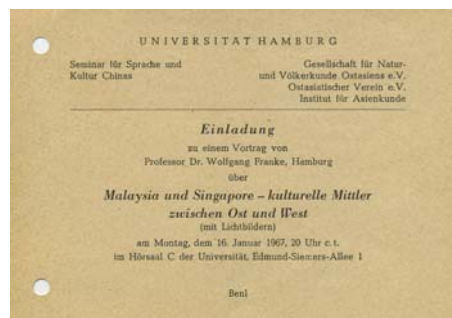 UNIVERSITÄT HAMBURG
Seminar für Sprache und
Kultur Chinas
Gesellschaft für Natur-
und Völkerkunde Ostasiens e.V.
Ostasiatischer Verein e.V.
Institut für Asienkunde
Einladung
zu einem Vortrag von
Professor Dr. Wolfgang Franke, Hamburg
über
Malaysia und Singapore – kulturelle Mittler
zwischen Ost und West
(mit Lichtbildern)
am Montag, dem 16. Januar 1967, 20 Uhr c. t.
im Hörsaal C der Universität, Edmund-Siemers-Allee 1
Benl